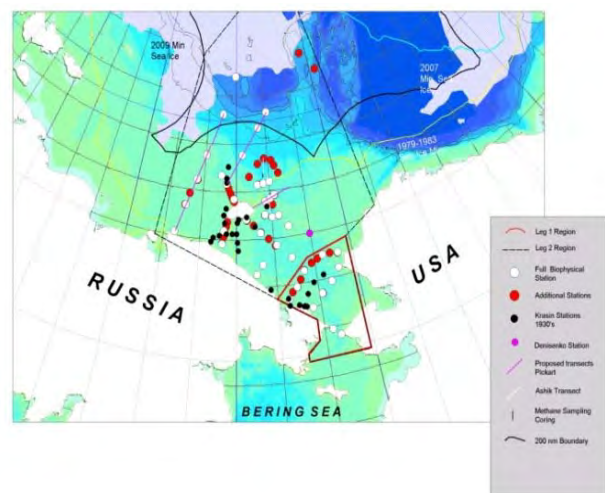 2009 Min
Sea Ice
2007
Min Sea
Ice
1979-1983
RUSSIA
USA
BERING SEA
Leg 1 Region
Leg 2 Region
Full Biophysical
Station
Additional Stations
Krasin Stations
1930's
Denisenko Station
Proposed transects
Pickart
Ashik Transect
Methane Sampling
Coring
200 nm Boundary